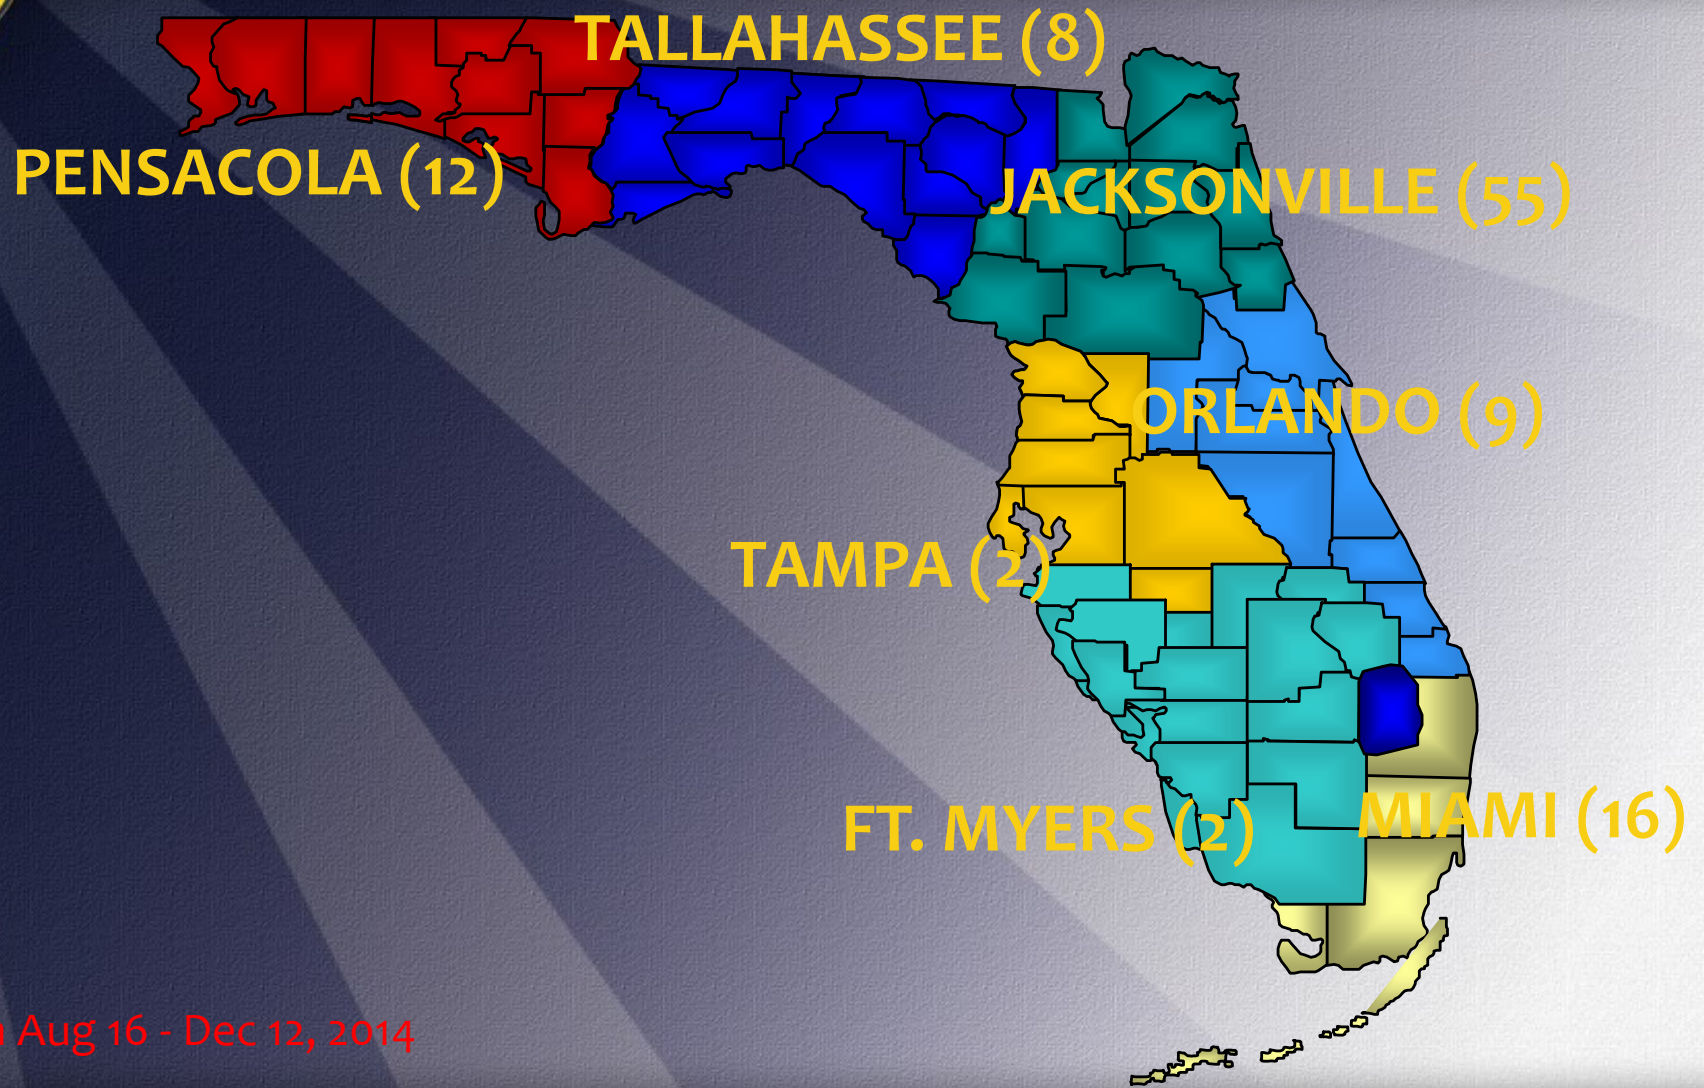 TALLAHASSEE (8)
PENSACOLA (12)
JACKSONVILLE (55)
ORLANDO (9)
TAMPA (2)
FT. MYERS (2)
MIAMI (16)
Aug 16 - Dec 12, 2014